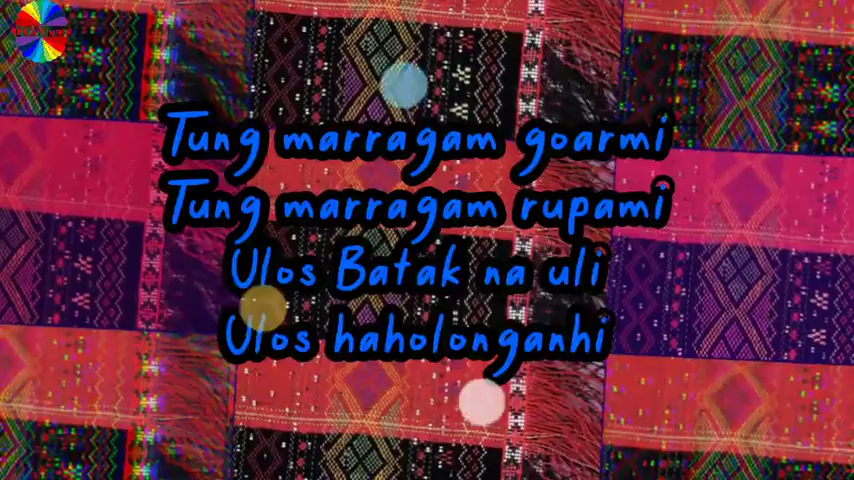 Tung marragam goarmi
Tung marragam rupami
Ulos Batak na uli
Ulos haholonganhi